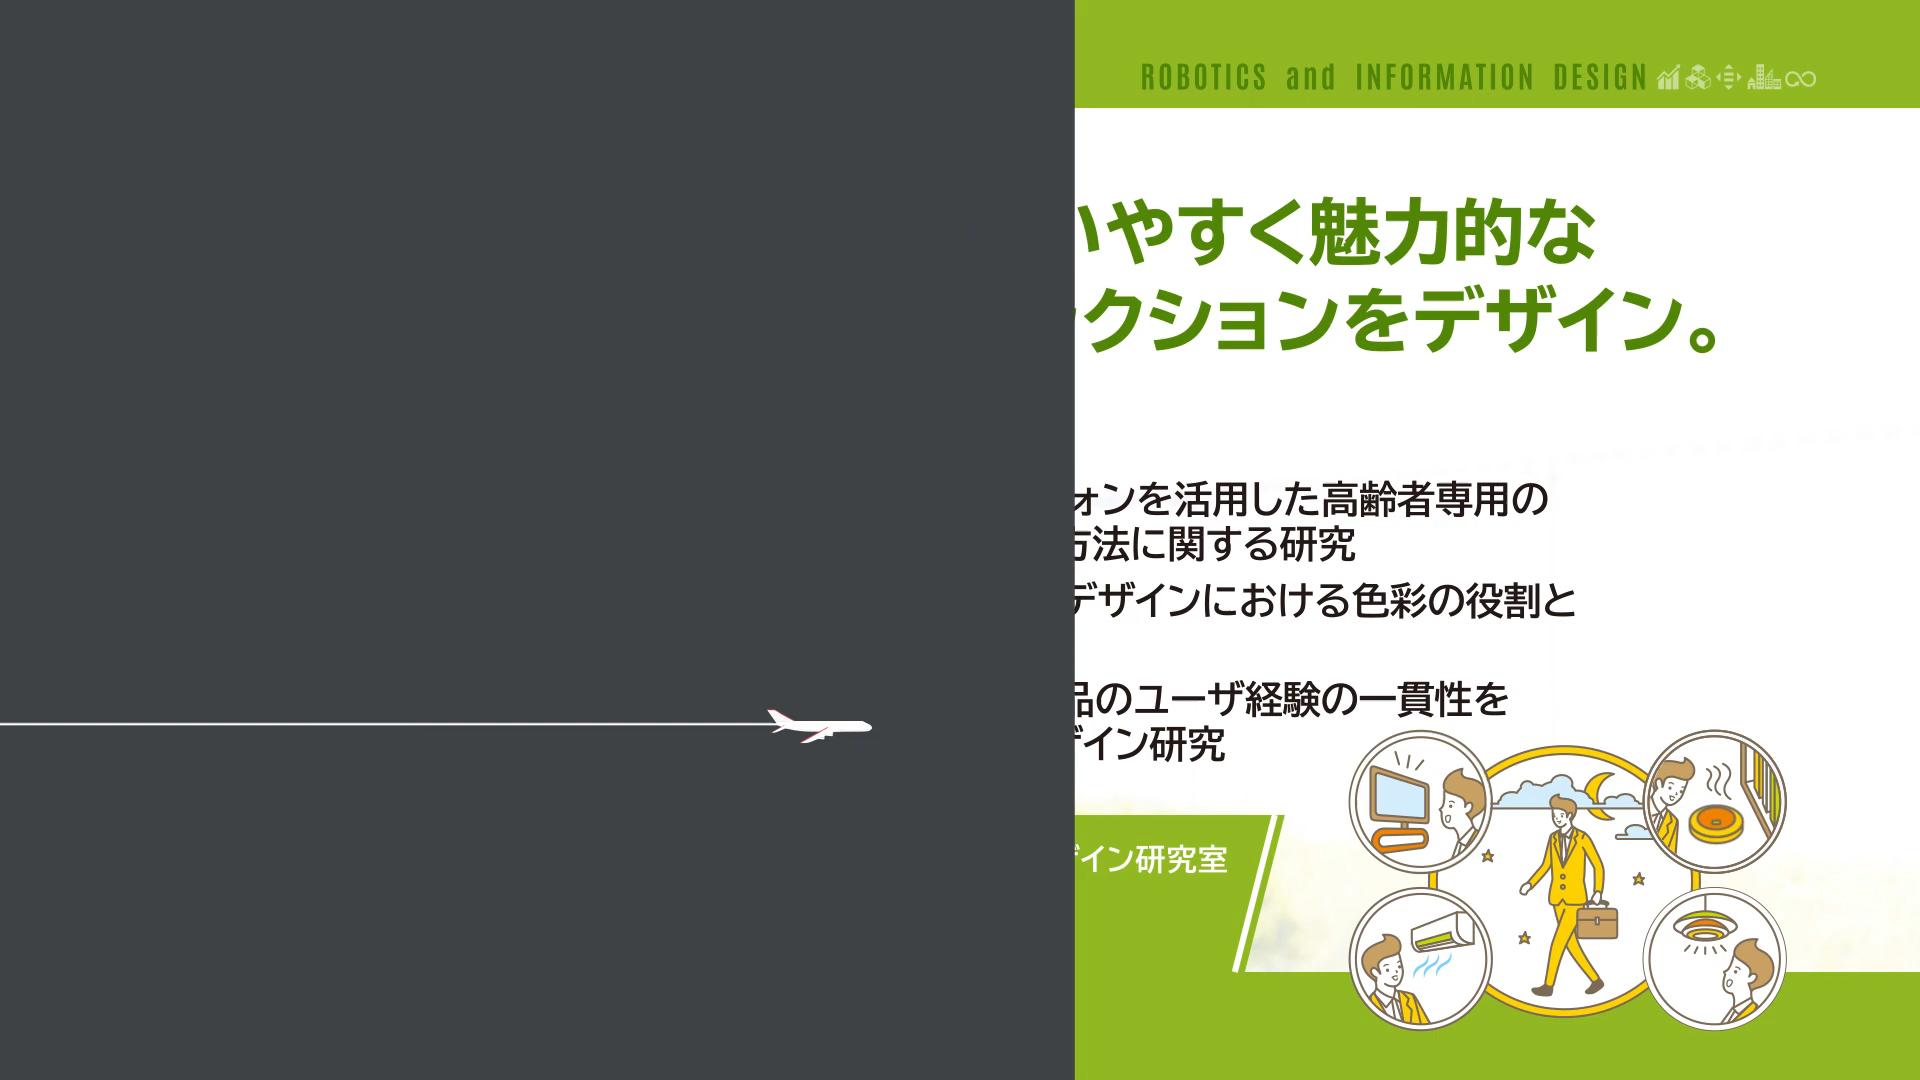 ROBOTICS and INFORMATION DESIGN
いやすく魅力的な
クションをデザイン。
ォンを活用した高齢者専用の
方法に関する研究
デザインにおける色彩の役割と
品のユーザ経験の一貫性を
ザイン研究
ザイン研究室